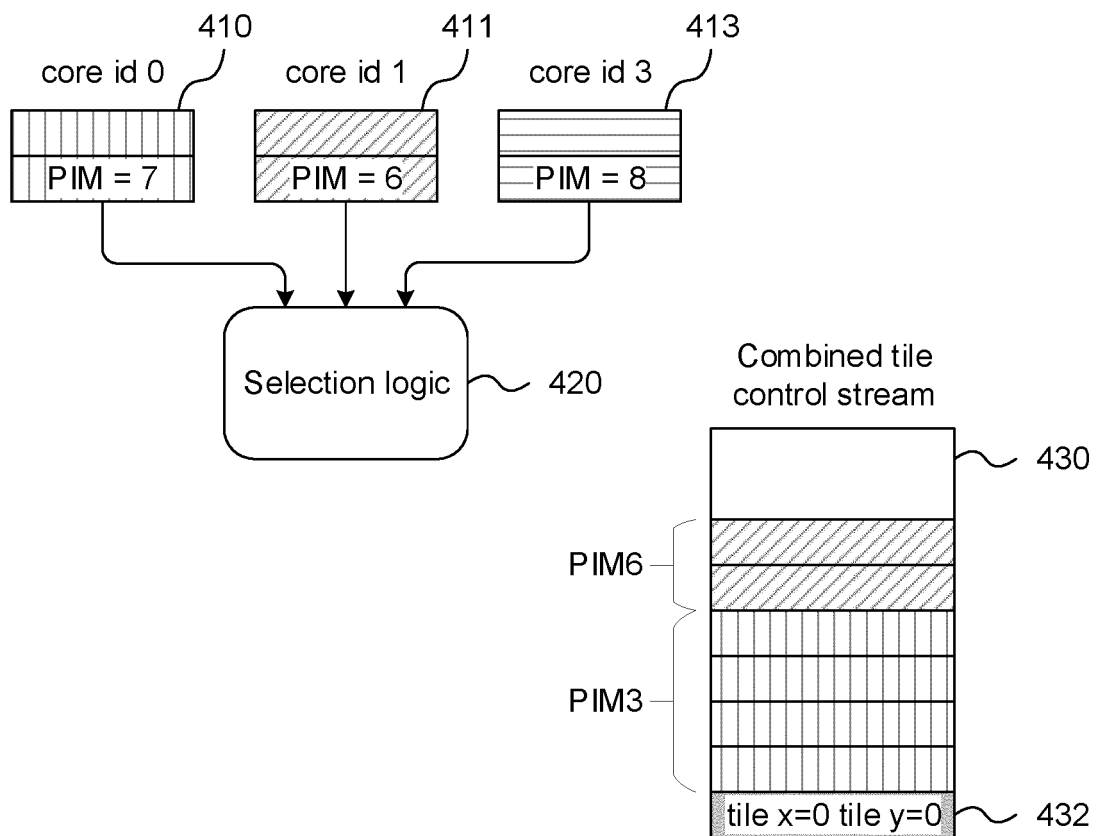 410
411
413
core id 0
core id 1
core id 3
PIM = 7
PIM = 6
PIM = 8
Selection logic
420
Combined tile
control stream
430
PIM6
PIM3
tile x=0 tile y=0
432